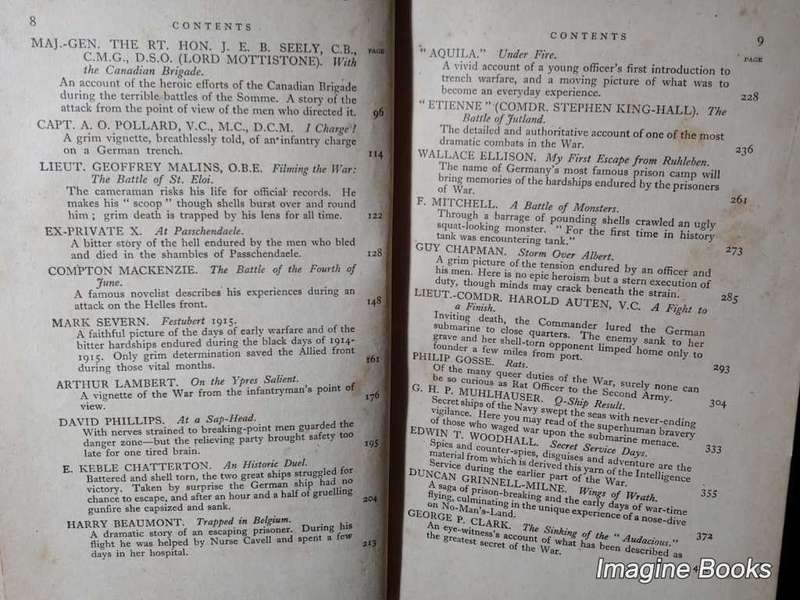 8
CONTENTS
PAGE
MAJ.-GEN. THE RT. HON. J. E. B. SEELY, C.B.,
C.M.G., D.S.O. (LORD MOTTISTONE). With
the Canadian Brigade.
An account of the heroic efforts of the Canadian Brigade
during the terrible battles of the Somme. A story of the
attack from the point of view of the men who directed it. 96
CAPT. A. O. POLLARD, V.C., M.C., D.C.M. I Charge!
A grim vignette, breathlessly told, of an infantry charge
on a German trench. 114
LIEUT. GEOFFREY MALINS, O.B.E. Filming the War:
The Battle of St. Eloi.
The cameraman risks his life for official records. He
makes his “ scoop ” though shells burst over and round
him ; grim death is trapped by his lens for all time. 122
EX-PRIVATE X. At Passchendaele.
A bitter story of the hell endured by the men who bled
and died in the shambles of Passchendaele. 128
COMPTON MACKENZIE. The Battle of the Fourth of
June.
A famous novelist describes his experiences during an
attack on the Helles front. 148
MARK SEVERN. Festubert 1915.
A faithful picture of the days of early warfare and of the
bitter hardships endured during the black days of 1914-
1915. Only grim determination saved the Allied front
during those vital months. 161
ARTHUR LAMBERT. On the Ypres Salient.
A vignette of the War from the infantryman's point of
view. 176
DAVID PHILLIPS. At a Sap-Head.
With nerves strained to breaking-point men guarded the
danger zone—but the relieving party brought safety too
late for one tired brain. 195
E. KEBLE CHATTERTON. An Historic Duel.
Battered and shell torn, the two great ships struggled for
victory. Taken by surprise the German ship had no
chance to escape, and after an hour and a half of gruelling
gunfire she capsized and sank. 204
HARRY BEAUMONT. Trapped in Belgium.
A dramatic story of an escaping prisoner. During his
flight he was helped by Nurse Cavell and spent a few
days in her hospital. 213
CONTENTS
9
PAGE
“ AQUILA.” Under Fire.
A vivid account of a young officer's first introduction to
trench warfare, and a moving picture of what was to
become an everyday experience. 228
“ ETIENNE ” (COMDR. STEPHEN KING-HALL). The
Battle of Jutland.
The detailed and authoritative account of one of the most
dramatic combats in the War. 236
WALLACE ELLISON. My First Escape from Ruhleben.
The name of Germany's most famous prison camp will
bring memories of the hardships endured by the prisoners
of War. 261
F. MITCHELL. A Battle of Monsters.
Through a barrage of pounding shells crawled an ugly
squat-looking monster. “ For the first time in history
tank was encountering tank.” 273
GUY CHAPMAN. Storm Over Albert.
A grim picture of the tension endured by an officer and
his men. Here is no epic heroism but a stern execution of
duty, though minds may crack beneath the strain. 285
LIEUT.-COMDR. HAROLD AUTEN, V.C. A Fight to
a Finish.
Inviting death, the Commander lured the German
submarine to close quarters. The enemy sank to her
grave and her shell-torn opponent limped home only to
founder a few miles from port. 293
PHILIP GOSSE. Rats.
Of the many queer duties of the War, surely none can
be so curious as Rat Officer to the Second Army. 304
G. H. P. MUHLHAUSER. Q-Ship Result.
Secret ships of the Navy swept the seas with never-ending
vigilance. Here you may read of the superhuman bravery
of those who waged war upon the submarine menace. 333
EDWIN T. WOODHALL. Secret Service Days.
Spies and counter-spies, disguises and adventure are the
material from which is derived this yarn of the Intelligence
Service during the earlier part of the War. 355
DUNCAN GRINNELL-MILNE. Wings of Wrath.
A saga of prison-breaking and the early days of war-time
flying, culminating in the unique experience of a nose-dive
on No-Man's-Land. 372
GEORGE P. CLARK. The Sinking of the “ Audacious.”
An eye-witness's account of what has been described as
the greatest secret of the War.
Imagine Books